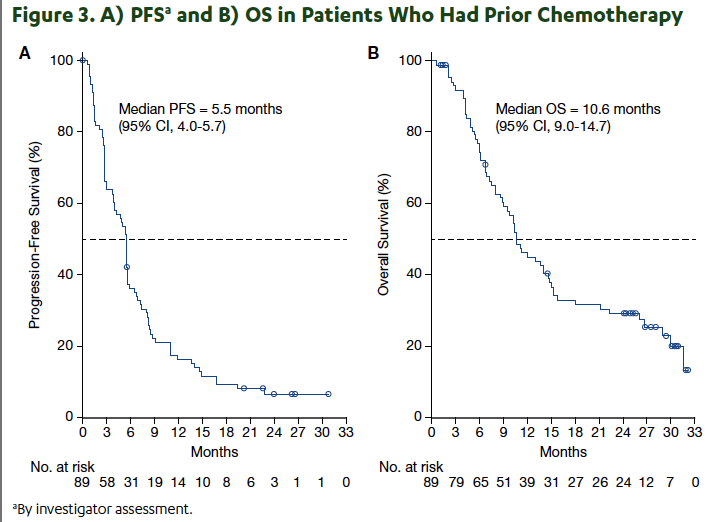 Figure 3. A) PFSᵃ and B) OS in Patients Who Had Prior Chemotherapy
A
Progression-Free Survival (%)
100
80
60
40
20
0
Median PFS = 5.5 months
(95% CI, 4.0-5.7)
0 3 6 9 12 15 18 21 24 27 30 33
Months
No. at risk
89 58 31 19 14 10 8 6 3 1 1 0
B
Overall Survival (%)
100
80
60
40
20
0
Median OS = 10.6 months
(95% CI, 9.0-14.7)
0 3 6 9 12 15 18 21 24 27 30 33
Months
No. at risk
89 79 65 51 39 31 27 26 24 12 7 0
ᵃBy investigator assessment.